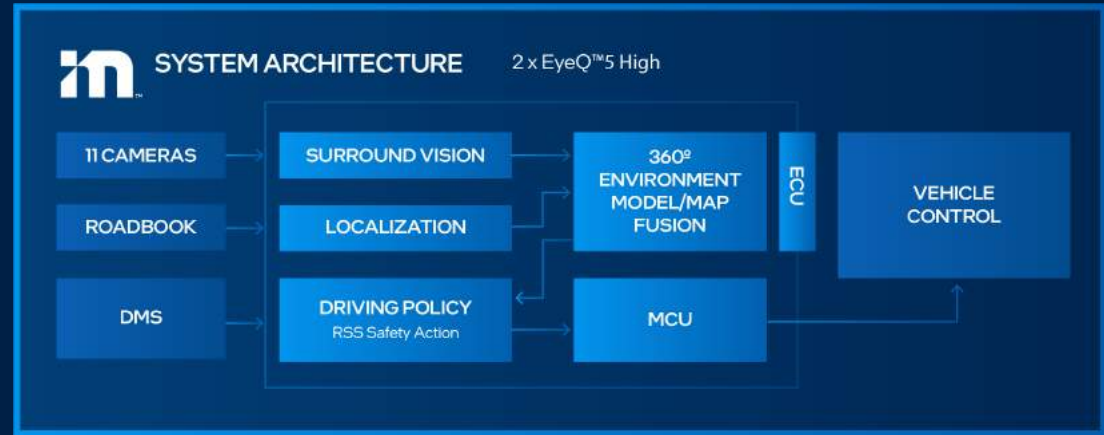 m™ SYSTEM ARCHITECTURE 2 x EyeQ™5 High
11 CAMERAS
SURROUND VISION
360º
ENVIRONMENT
MODEL/MAP
FUSION
ECU
VEHICLE
CONTROL
ROADBOOK
LOCALIZATION
DMS
DRIVING POLICY
RSS Safety Action
MCU